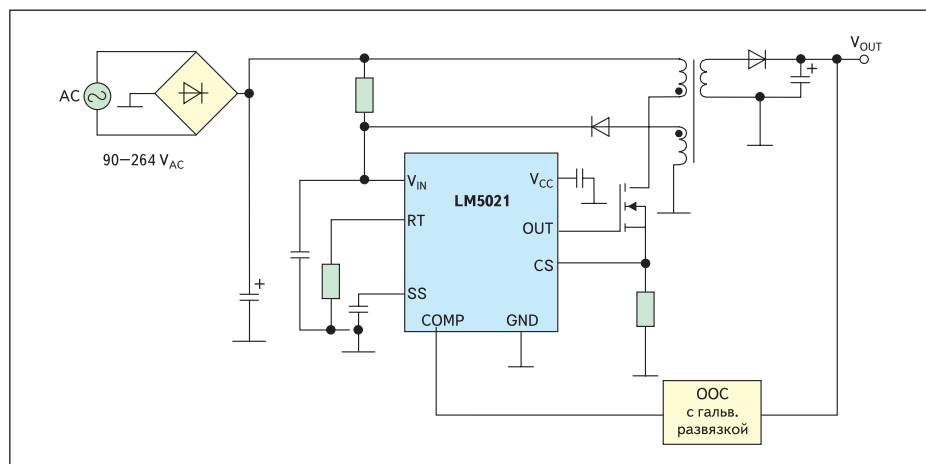 V_OUT
AC
90–264 V_AC
V_IN
LM5021
V_CC
RT
OUT
CS
SS
COMP
GND
ООС
с гальв.
развязкой
+
+